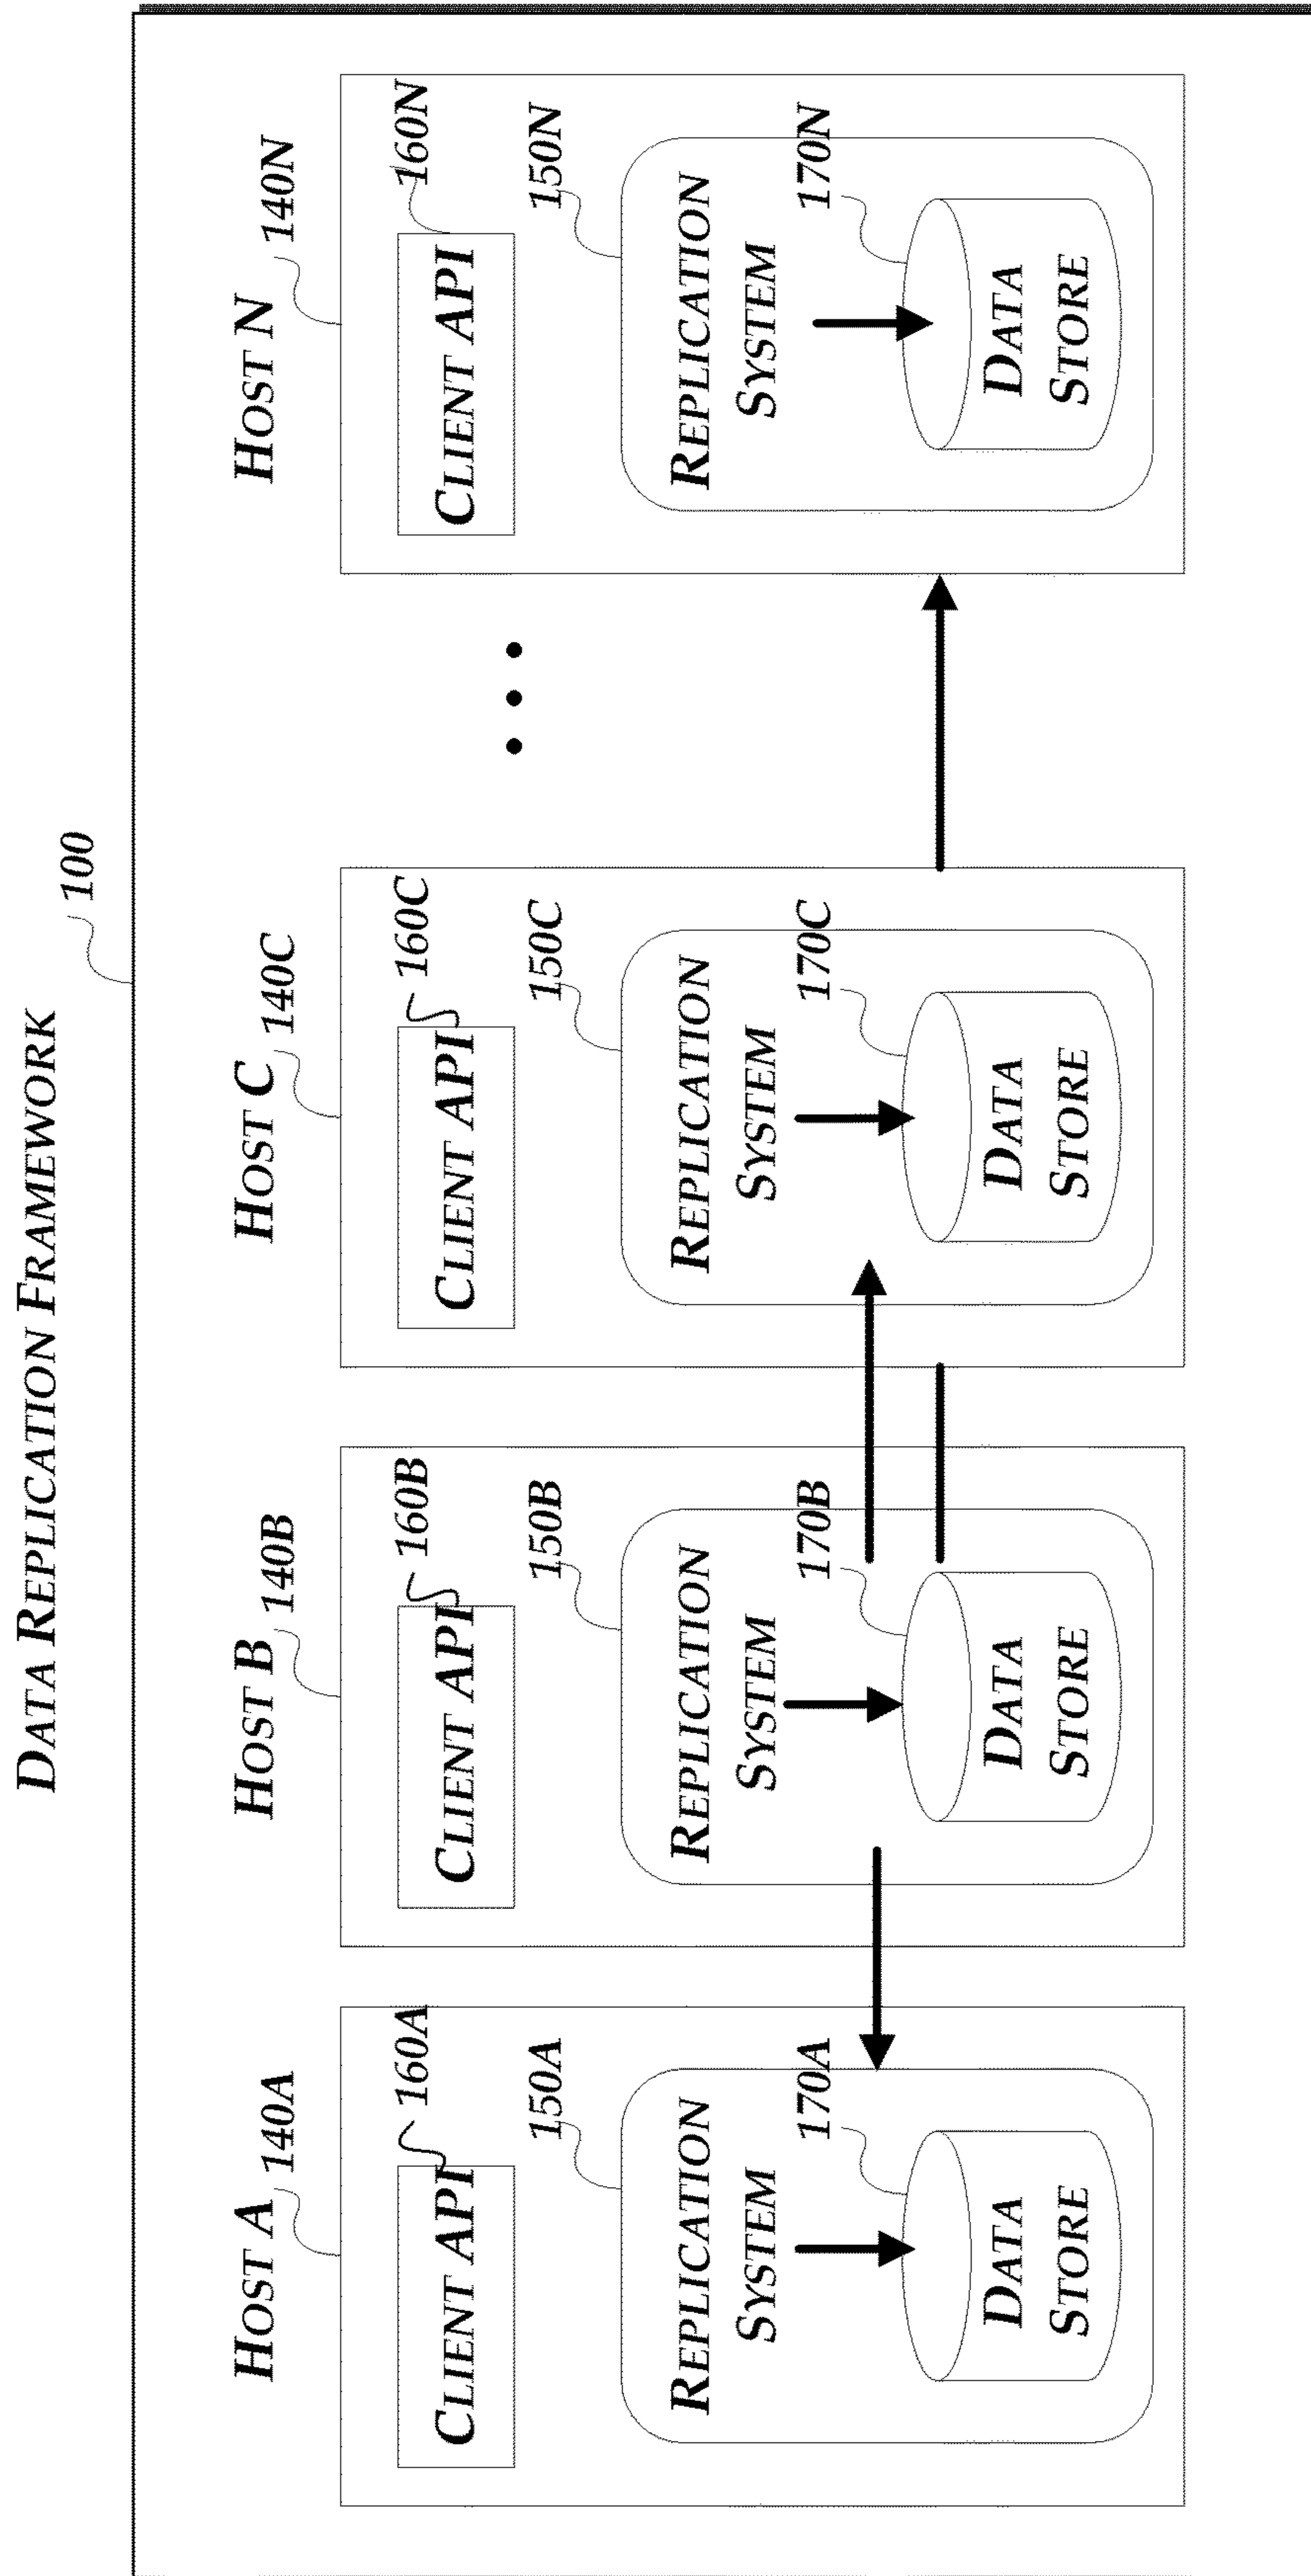 DATA REPLICATION FRAMEWORK
100
HOST A
140A
CLIENT API
160A
150A
REPLICATION
SYSTEM
170A
DATA
STORE
HOST B
140B
CLIENT API
160B
150B
REPLICATION
SYSTEM
170B
DATA
STORE
HOST C
140C
CLIENT API
160C
150C
REPLICATION
SYSTEM
170C
DATA
STORE
HOST N
140N
CLIENT API
160N
150N
REPLICATION
SYSTEM
170N
DATA
STORE